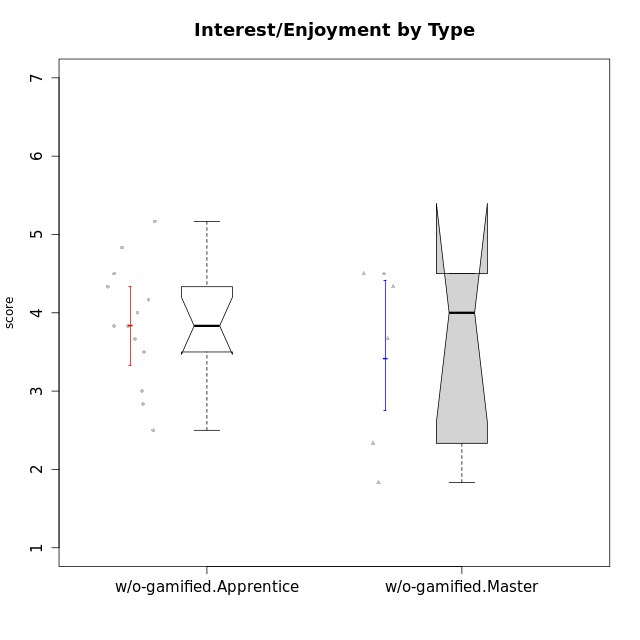 Interest/Enjoyment by Type
7
6
5
4
3
2
1
score
w/o-gamified.Apprentice
w/o-gamified.Master